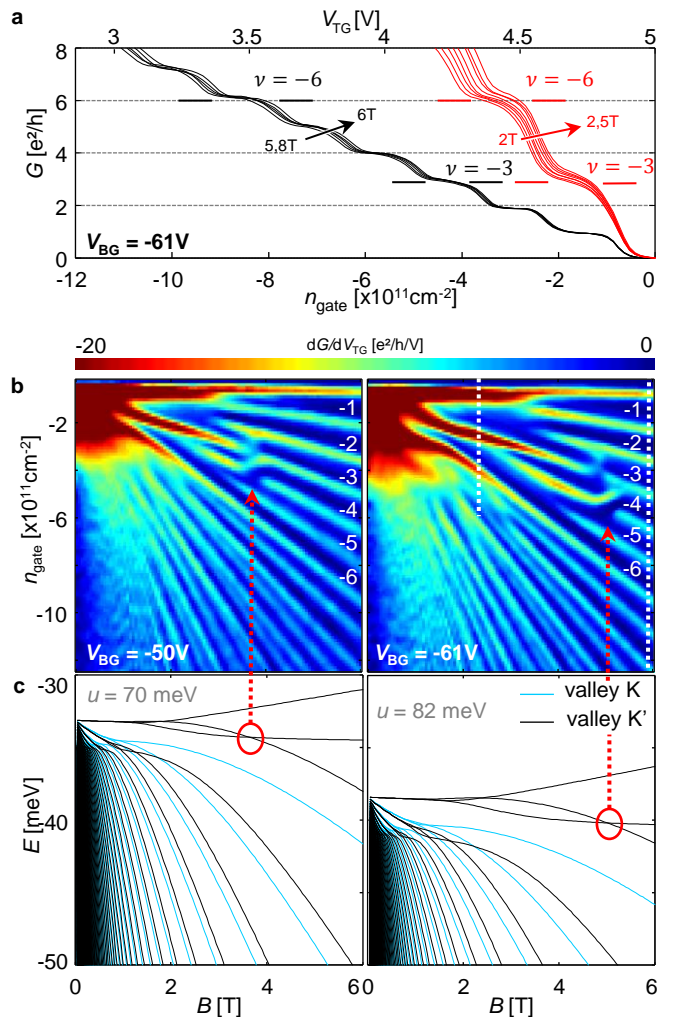 a
V_TG [V]
3 3.5 4 4.5 5
8
6
4
2
0
G [e²/h]
ν = −6
ν = −6
6T
5.8T
2,5T
2T
ν = −3
ν = −3
V_BG = -61V
-12 -10 -8 -6 -4 -2 0
n_gate [x10¹¹cm⁻²]
-20 dG/dV_TG [e²/h/V] 0
b
n_gate [x10¹¹cm⁻²]
-2
-6
-10
-1
-2
-3
-4
-5
-6
V_BG = -50V
-1
-2
-3
-4
-5
-6
V_BG = -61V
c
-30
-40
-50
E [meV]
u = 70 meV
u = 82 meV
valley K
valley K'
0 2 4 6
0 2 4 6
B [T]
B [T]